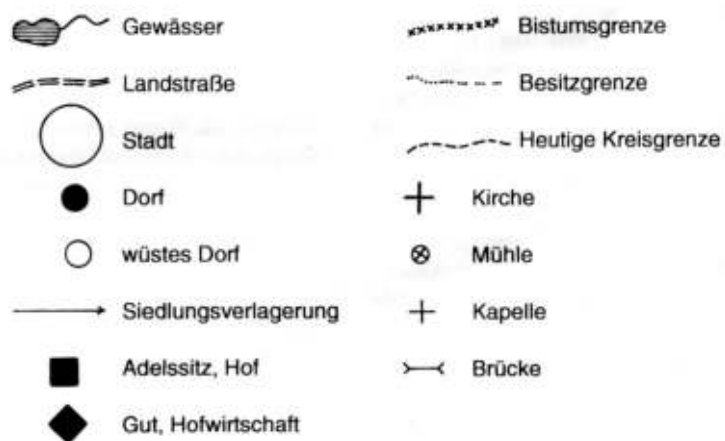 Gewässer
Landstraße
Stadt
Dorf
wüstes Dorf
Siedlungsverlagerung
Adelssitz, Hof
Gut, Hofwirtschaft
Bistumsgrenze
Besitzgrenze
Heutige Kreisgrenze
Kirche
Mühle
Kapelle
Brücke